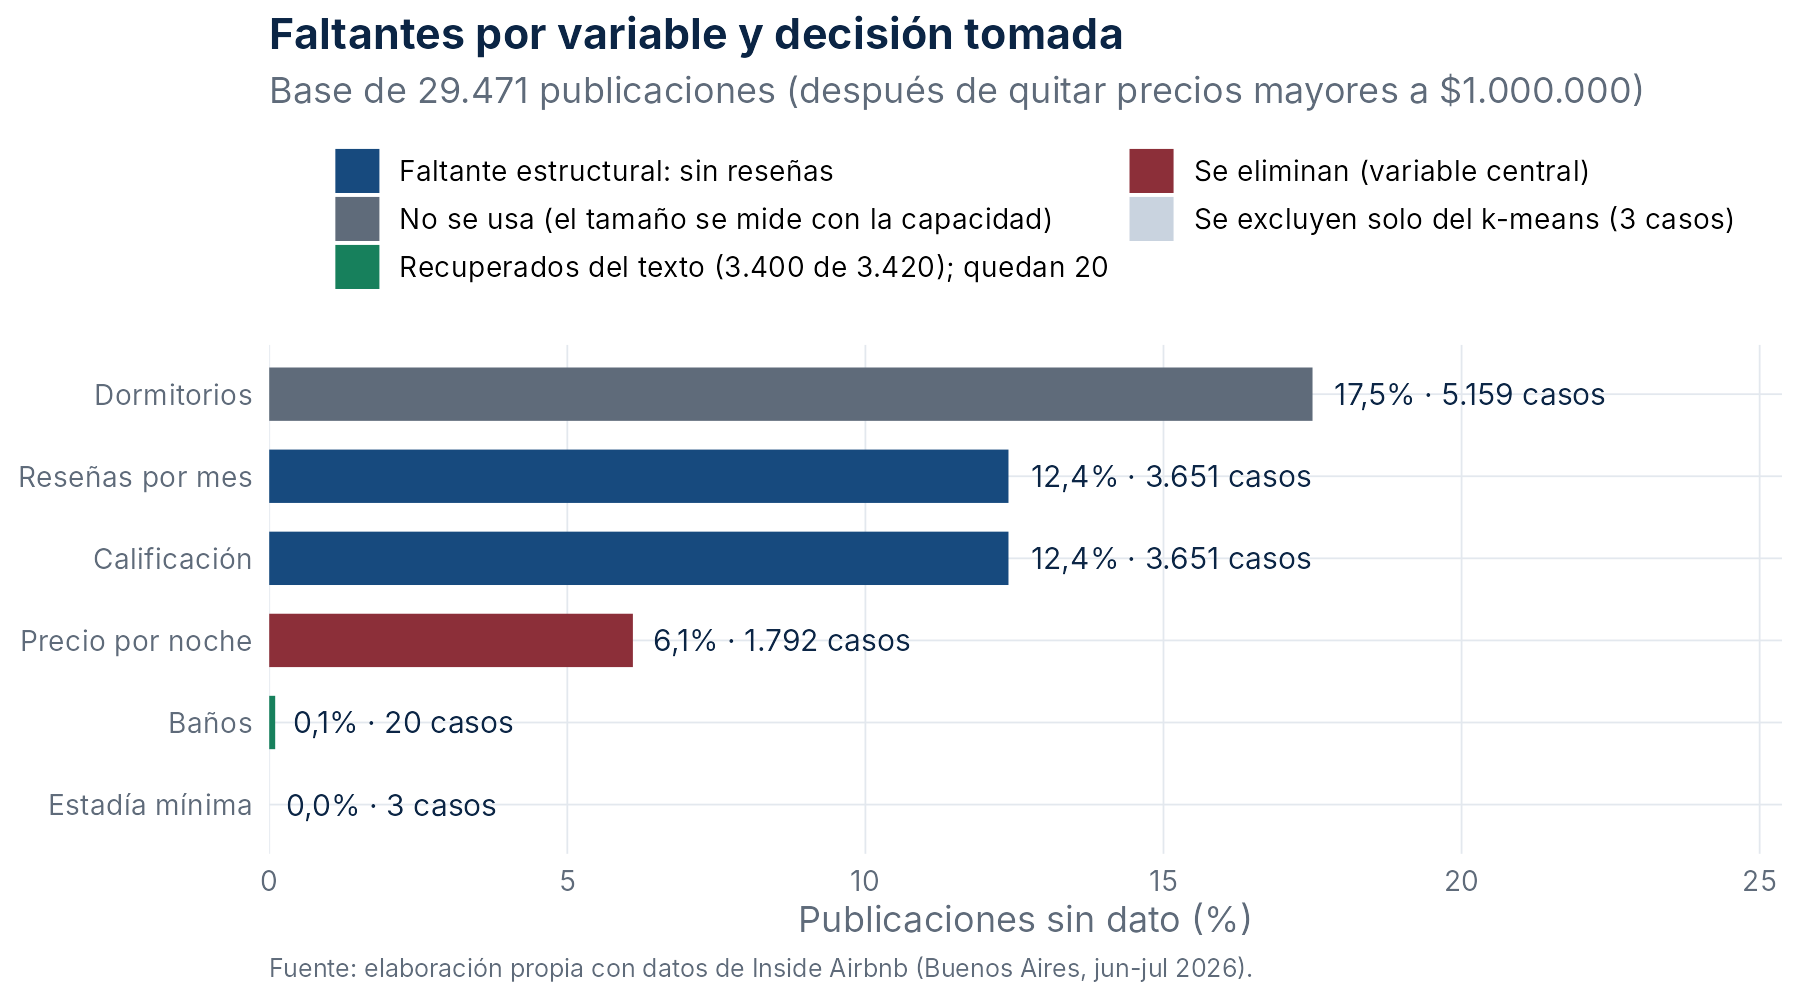 Faltantes por variable y decisión tomada
Base de 29.471 publicaciones (después de quitar precios mayores a $1.000.000)
Faltante estructural: sin reseñas
Se eliminan (variable central)
No se usa (el tamaño se mide con la capacidad)
Se excluyen solo del k-means (3 casos)
Recuperados del texto (3.400 de 3.420); quedan 20
Dormitorios
17,5% · 5.159 casos
Reseñas por mes
12,4% · 3.651 casos
Calificación
12,4% · 3.651 casos
Precio por noche
6,1% · 1.792 casos
Baños
0,1% · 20 casos
Estadía mínima
0,0% · 3 casos
0 5 10 15 20 25
Publicaciones sin dato (%)
Fuente: elaboración propia con datos de Inside Airbnb (Buenos Aires, jun-jul 2026).